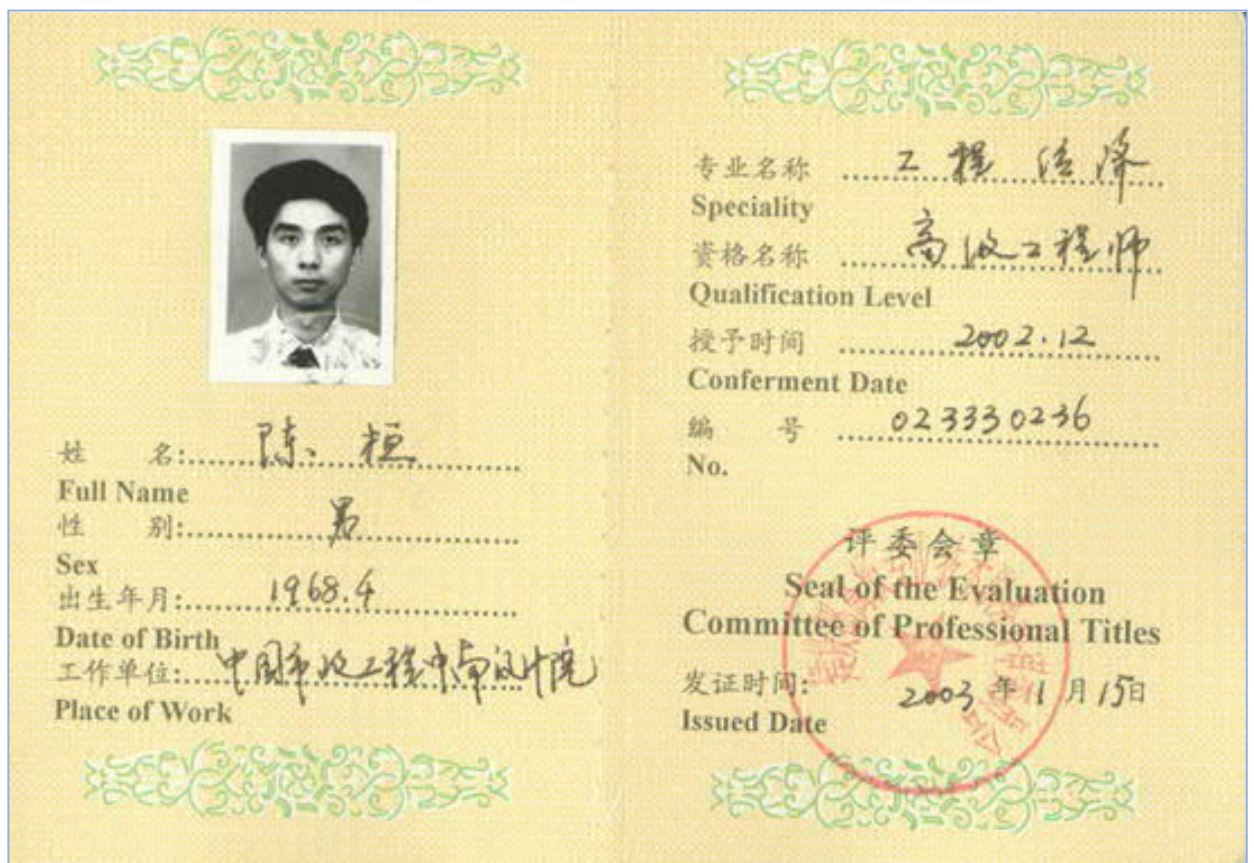 姓 名: 陈桓
Full Name
性 别: 男
Sex
出生年月: 1968.4
Date of Birth
工作单位: 中国市政工程中南设计院
Place of Work
专业名称 工程经济
Speciality
资格名称 高级工程师
Qualification Level
授予时间 2002.12
Conferment Date
编 号 023330236
No.
评委会章
Seal of the Evaluation
Committee of Professional Titles
发证时间: 2003 年 1 月 15日
Issued Date